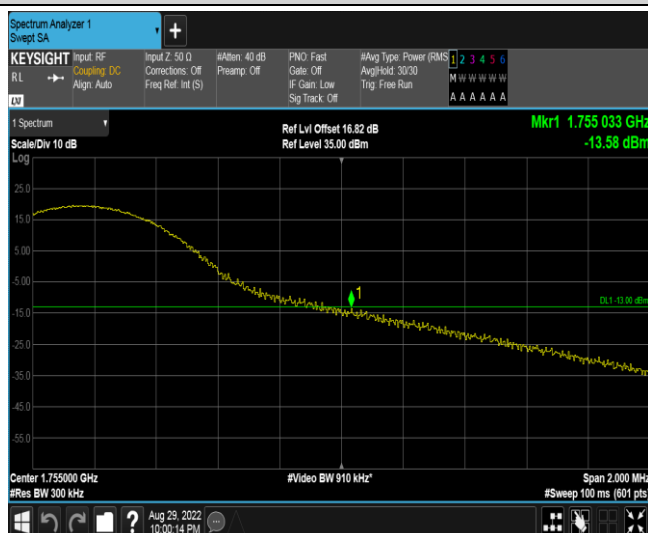 Spectrum Analyzer 1
Swept SA
KEYSIGHT
RL
LXI
Input: RF
Coupling: DC
Align: Auto
Input Z: 50 Ω
Corrections: Off
Freq Ref: Int (S)
#Atten: 40 dB
Preamp: Off
PNO: Fast
Gate: Off
IF Gain: Low
Sig Track: Off
#Avg Type: Power (RMS
Avg|Hold: 30/30
Trig: Free Run
1 2 3 4 5 6
M W W W W W
A A A A A A
1 Spectrum
Scale/Div 10 dB
Ref Lvl Offset 16.82 dB
Ref Level 35.00 dBm
Mkr1 1.755 033 GHz
-13.58 dBm
Log
25.0
15.0
5.00
-5.00
1
DL1 -13.00 dBm
-15.0
-25.0
-35.0
-45.0
-55.0
Center 1.755000 GHz
#Video BW 910 kHz*
Span 2.000 MHz
#Res BW 300 kHz
#Sweep 100 ms (601 pts)
?
Aug 29, 2022
10:00:14 PM